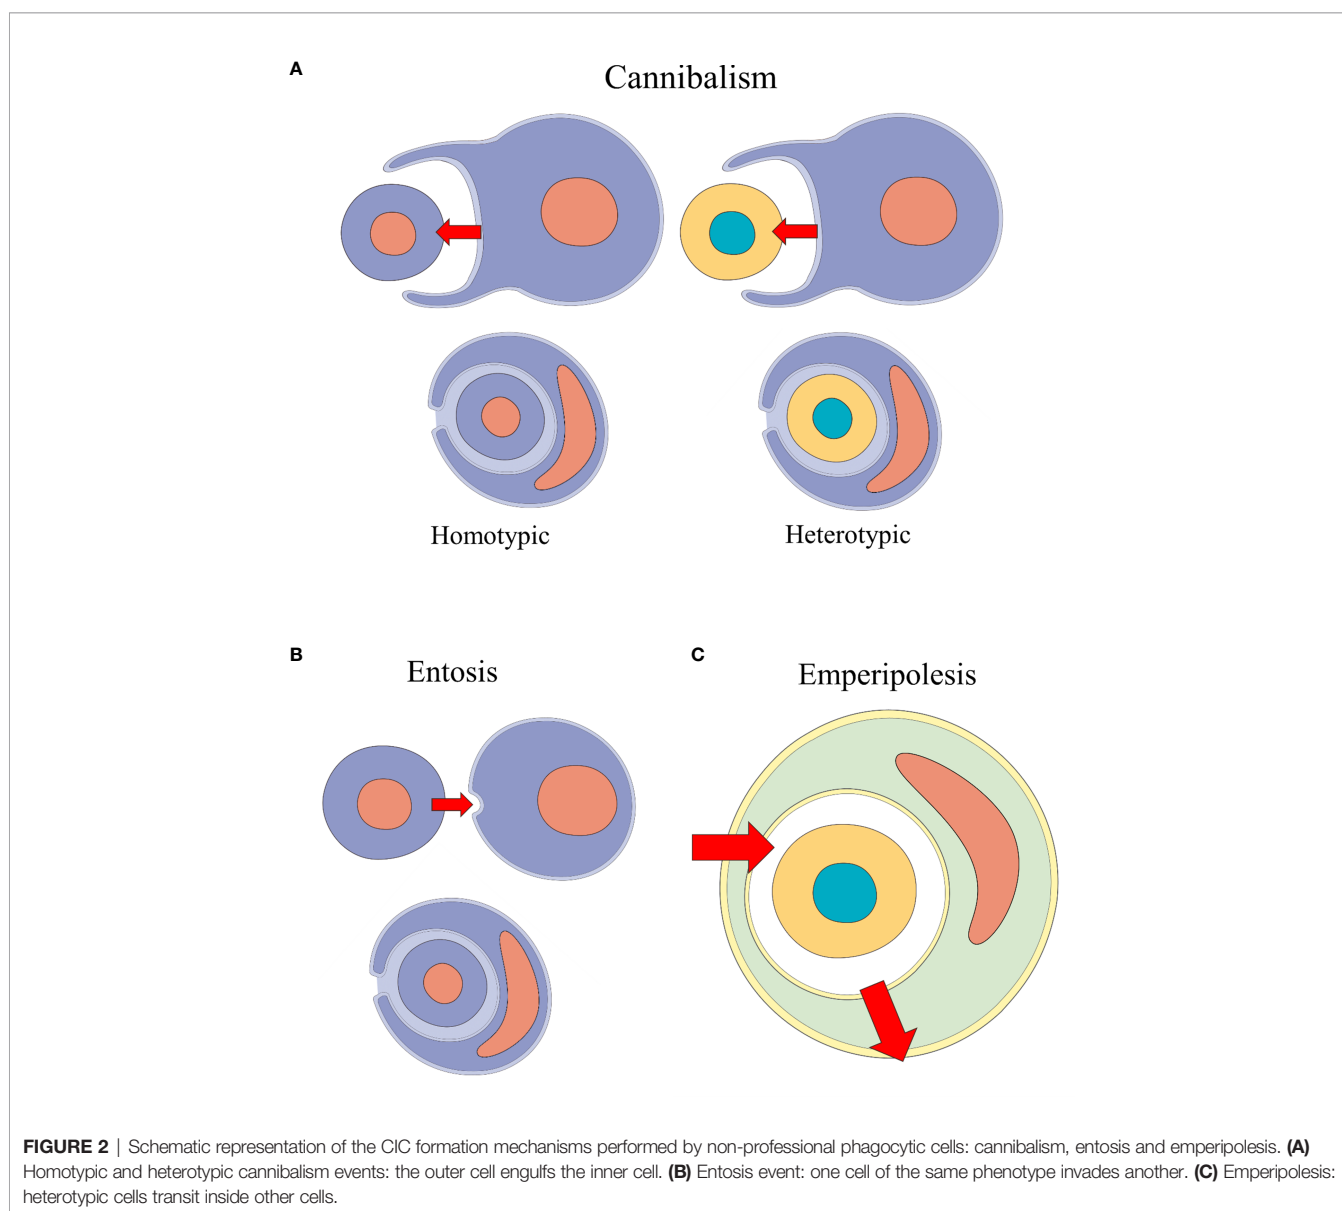 A
Cannibalism
Homotypic
Heterotypic
B
Entosis
C
Emperipolesis
FIGURE 2 | Schematic representation of the CIC formation mechanisms performed by non-professional phagocytic cells: cannibalism, entosis and emperipolesis. (A)
Homotypic and heterotypic cannibalism events: the outer cell engulfs the inner cell. (B) Entosis event: one cell of the same phenotype invades another. (C) Emperipolesis:
heterotypic cells transit inside other cells.